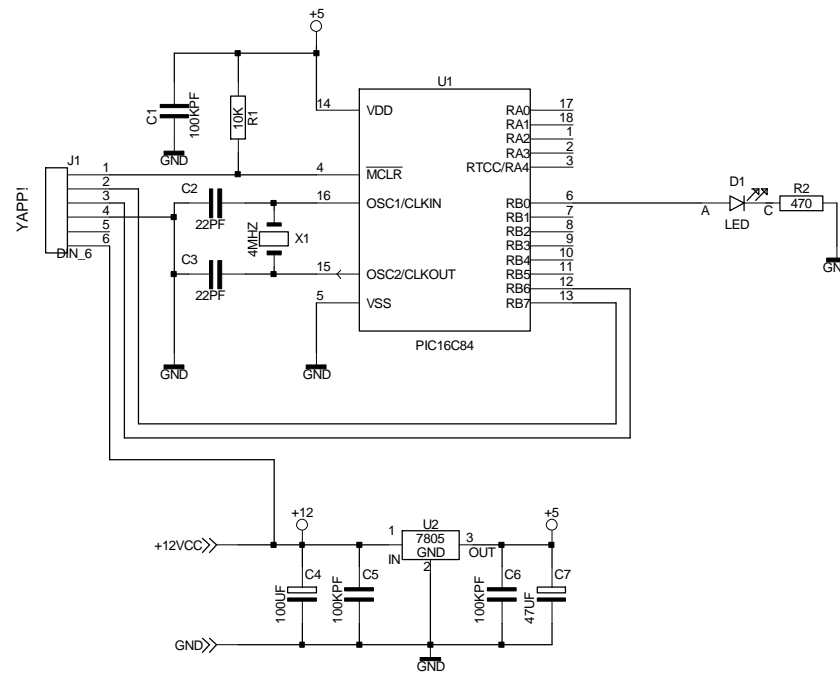 +5
U1
C1
100KPF
10K
R1
14
VDD
RA0
17
RA1
18
RA2
1
RA3
2
RTCC/RA4
3
GND
J1
YAPP!
1
2
3
4
5
6
DIN_6
4
MCLR
C2
22PF
16
OSC1/CLKIN
4MHZ
X1
C3
22PF
15
OSC2/CLKOUT
5
VSS
RB0
6
RB1
7
RB2
8
RB3
9
RB4
10
RB5
11
RB6
12
RB7
13
D1
A
C
LED
R2
470
GN
PIC16C84
GND
GND
+12
+5
+12VCC
1
IN
U2
7805
GND
2
3
OUT
C4
100UF
C5
100KPF
C6
100KPF
C7
47UF
GND
GND